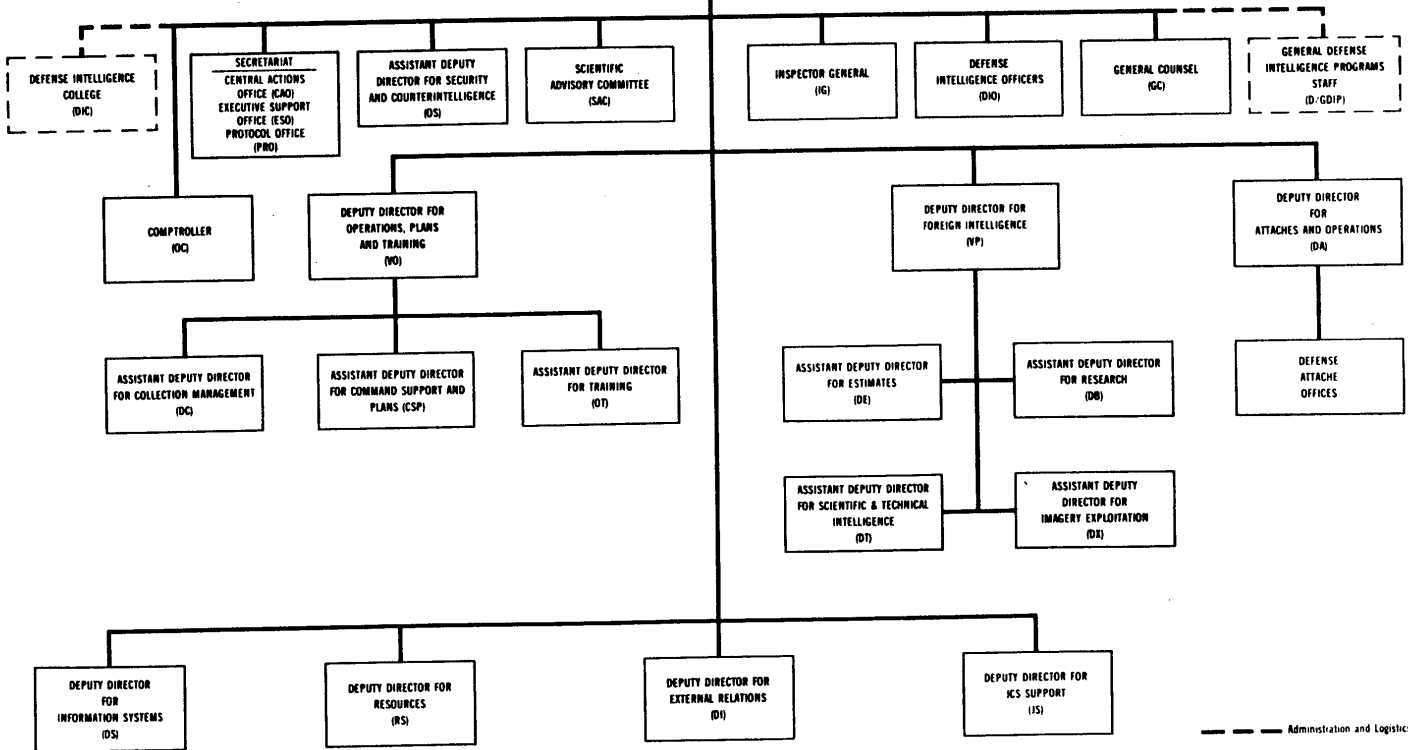 DEFENSE INTELLIGENCE
COLLEGE
(DIC)
SECRETARIAT
CENTRAL ACTIONS
OFFICE (CAO)
EXECUTIVE SUPPORT
OFFICE (ESO)
PROTOCOL OFFICE
(PRO)
ASSISTANT DEPUTY
DIRECTOR FOR SECURITY
AND COUNTERINTELLIGENCE
(OS)
SCIENTIFIC
ADVISORY COMMITTEE
(SAC)
INSPECTOR GENERAL
(IG)
DEFENSE
INTELLIGENCE OFFICERS
(DIO)
GENERAL COUNSEL
(GC)
GENERAL DEFENSE
INTELLIGENCE PROGRAMS
STAFF
(D/GDIP)
COMPTROLLER
(OC)
DEPUTY DIRECTOR FOR
OPERATIONS, PLANS
AND TRAINING
(VO)
DEPUTY DIRECTOR FOR
FOREIGN INTELLIGENCE
(VP)
DEPUTY DIRECTOR
FOR
ATTACHES AND OPERATIONS
(DA)
ASSISTANT DEPUTY DIRECTOR
FOR COLLECTION MANAGEMENT
(DC)
ASSISTANT DEPUTY DIRECTOR
FOR COMMAND SUPPORT AND
PLANS (CSP)
ASSISTANT DEPUTY DIRECTOR
FOR TRAINING
(OT)
ASSISTANT DEPUTY DIRECTOR
FOR ESTIMATES
(DE)
ASSISTANT DEPUTY DIRECTOR
FOR RESEARCH
(DB)
DEFENSE
ATTACHE
OFFICES
ASSISTANT DEPUTY DIRECTOR
FOR SCIENTIFIC & TECHNICAL
INTELLIGENCE
(DT)
ASSISTANT DEPUTY
DIRECTOR FOR
IMAGERY EXPLOITATION
(DX)
DEPUTY DIRECTOR
FOR
INFORMATION SYSTEMS
(DS)
DEPUTY DIRECTOR FOR
RESOURCES
(RS)
DEPUTY DIRECTOR FOR
EXTERNAL RELATIONS
(DI)
DEPUTY DIRECTOR FOR
JCS SUPPORT
(JS)
Administration and Logistics